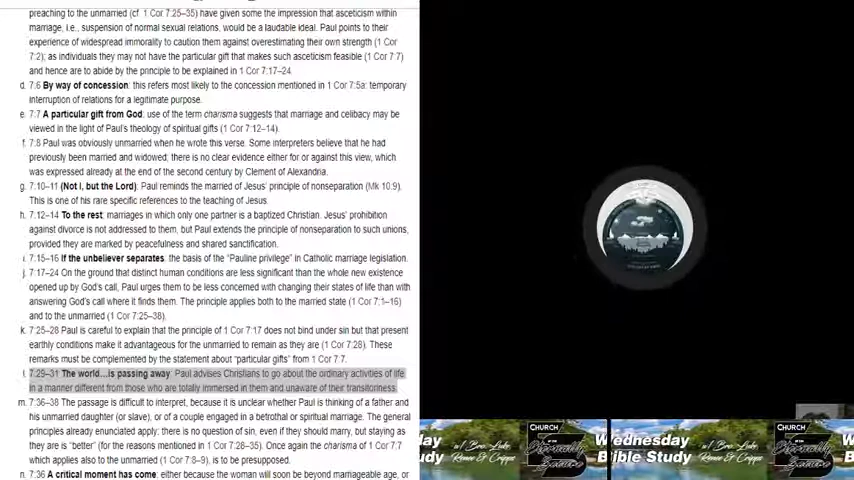 preaching to the unmarried (cf. 1 Cor 7:25–35) have given some the impression that asceticism within
marriage, i.e., suspension of normal sexual relations, would be a laudable ideal. Paul points to their
experience of widespread immorality to caution them against overestimating their own strength (1 Cor
7:2); as individuals they may not have the particular gift that makes such asceticism feasible (1 Cor 7:7)
and hence are to abide by the principle to be explained in 1 Cor 7:17–24.
d. 7:6 By way of concession: this refers most likely to the concession mentioned in 1 Cor 7:5a: temporary
interruption of relations for a legitimate purpose.
e. 7:7 A particular gift from God: use of the term charisma suggests that marriage and celibacy may be
viewed in the light of Paul's theology of spiritual gifts (1 Cor 7:12–14).
f. 7:8 Paul was obviously unmarried when he wrote this verse. Some interpreters believe that he had
previously been married and widowed; there is no clear evidence either for or against this view, which
was expressed already at the end of the second century by Clement of Alexandria.
g. 7:10–11 (Not I, but the Lord): Paul reminds the married of Jesus' principle of nonseparation (Mk 10:9).
This is one of his rare specific references to the teaching of Jesus.
h. 7:12–14 To the rest: marriages in which only one partner is a baptized Christian. Jesus' prohibition
against divorce is not addressed to them, but Paul extends the principle of nonseparation to such unions,
provided they are marked by peacefulness and shared sanctification.
i. 7:15–16 If the unbeliever separates: the basis of the "Pauline privilege" in Catholic marriage legislation.
j. 7:17–24 On the ground that distinct human conditions are less significant than the whole new existence
opened up by God's call, Paul urges them to be less concerned with changing their states of life than with
answering God's call where it finds them. The principle applies both to the married state (1 Cor 7:1–16)
and to the unmarried (1 Cor 7:25–38).
k. 7:25–28 Paul is careful to explain that the principle of 1 Cor 7:17 does not bind under sin but that present
earthly conditions make it advantageous for the unmarried to remain as they are (1 Cor 7:28). These
remarks must be complemented by the statement about "particular gifts" from 1 Cor 7:7.
l. 7:29–31 The world…is passing away: Paul advises Christians to go about the ordinary activities of life
in a manner different from those who are totally immersed in them and unaware of their transitoriness.
m. 7:36–38 The passage is difficult to interpret, because it is unclear whether Paul is thinking of a father and
his unmarried daughter (or slave), or of a couple engaged in a betrothal or spiritual marriage. The general
principles already enunciated apply: there is no question of sin, even if they should marry, but staying as
they are is "better" (for the reasons mentioned in 1 Cor 7:28–35). Once again the charisma of 1 Cor 7:7
which applies also to the unmarried (1 Cor 7:8–9), is to be presupposed.
n. 7:36 A critical moment has come: either because the woman will soon be beyond marriageable age, or
day
Study
w/ Bro. Luke,
Renee & Cripps
CHURCH
OF THE
Eternally
Secure
Wednesday
Bible Study
w/ Bro. Luke,
Renee & Cripps
CHURCH
OF THE
Eternally
Secure